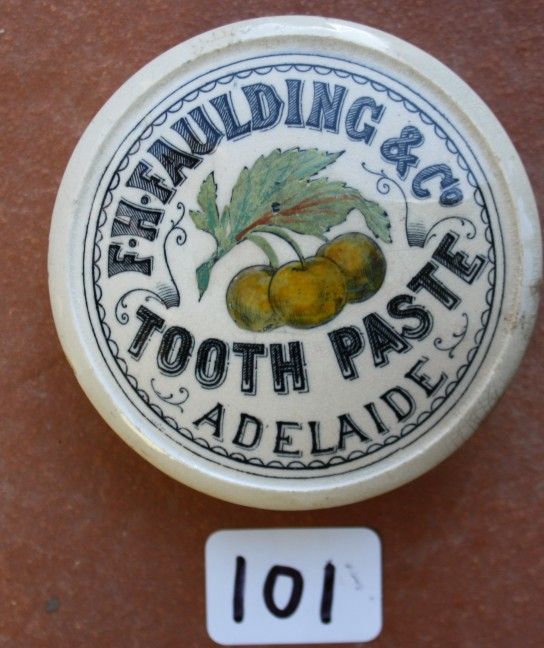 F·H·FAULDING & Co
TOOTH PASTE
ADELAIDE
101